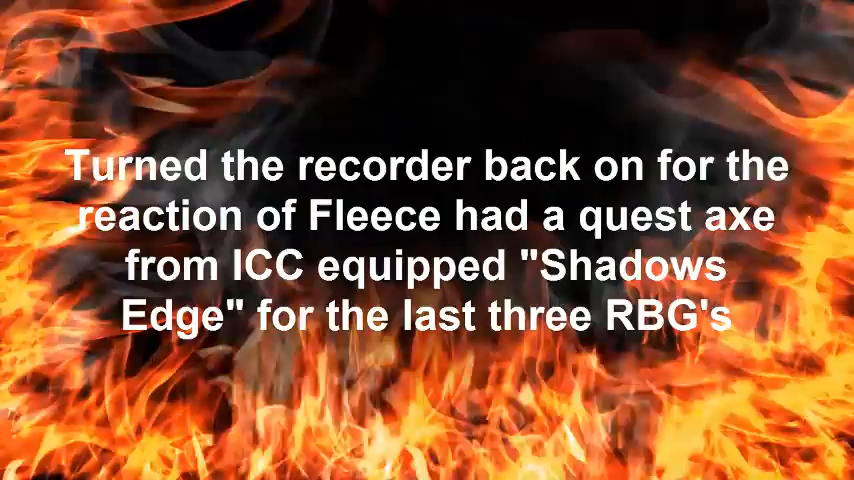 Turned the recorder back on for the
reaction of Fleece had a quest axe
from ICC equipped "Shadows
Edge" for the last three RBG's